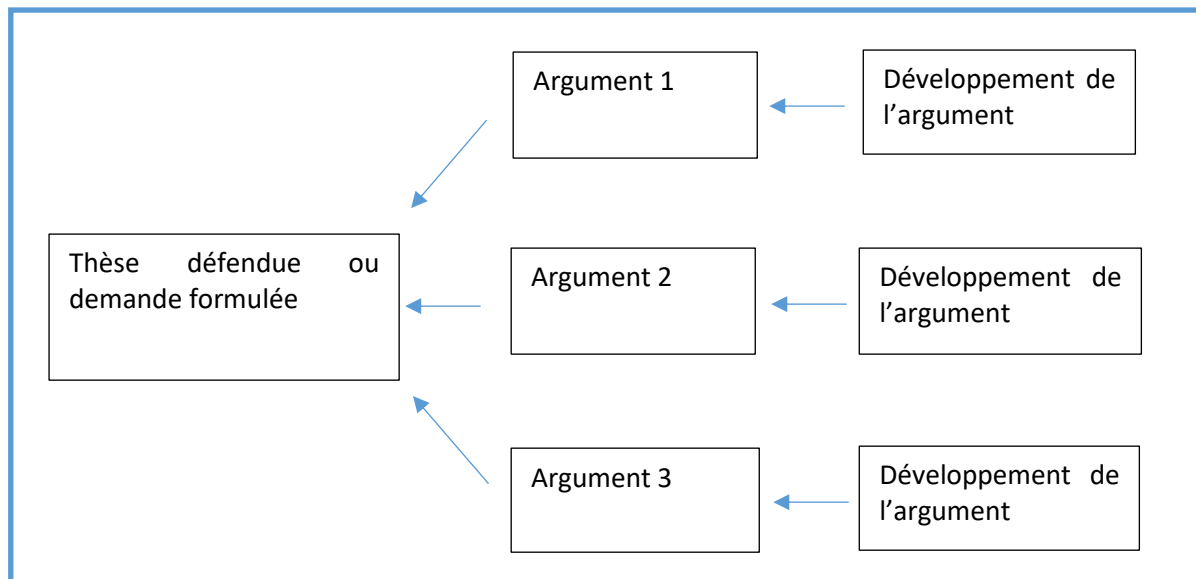 Argument 1
Développement de
l’argument
Thèse défendue ou
demande formulée
Argument 2
Développement de
l’argument
Argument 3
Développement de
l’argument